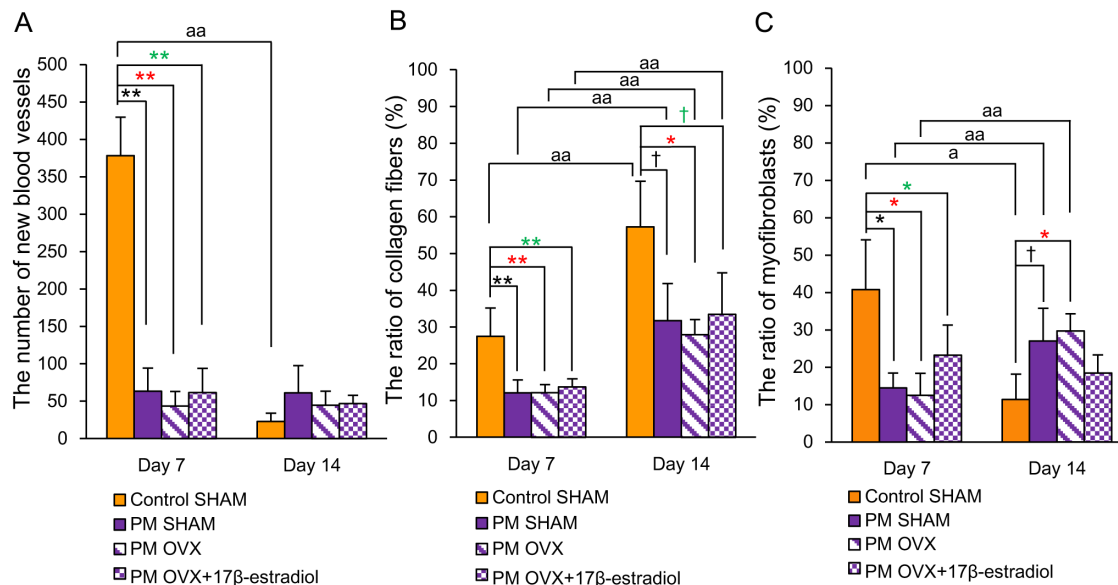 A
The number of new blood vessels
500
450
400
350
300
250
200
150
100
50
0
aa
**
**
**
Day 7
Day 14
Control SHAM
PM SHAM
PM OVX
PM OVX+17β-estradiol
B
The ratio of collagen fibers (%)
100
90
80
70
60
50
40
30
20
10
0
aa
aa
aa
†
*
†
aa
**
**
**
Day 7
Day 14
Control SHAM
PM SHAM
PM OVX
PM OVX+17β-estradiol
C
The ratio of myofibroblasts (%)
100
90
80
70
60
50
40
30
20
10
0
aa
aa
a
*
*
*
*
†
Day 7
Day 14
Control SHAM
PM SHAM
PM OVX
PM OVX+17β-estradiol